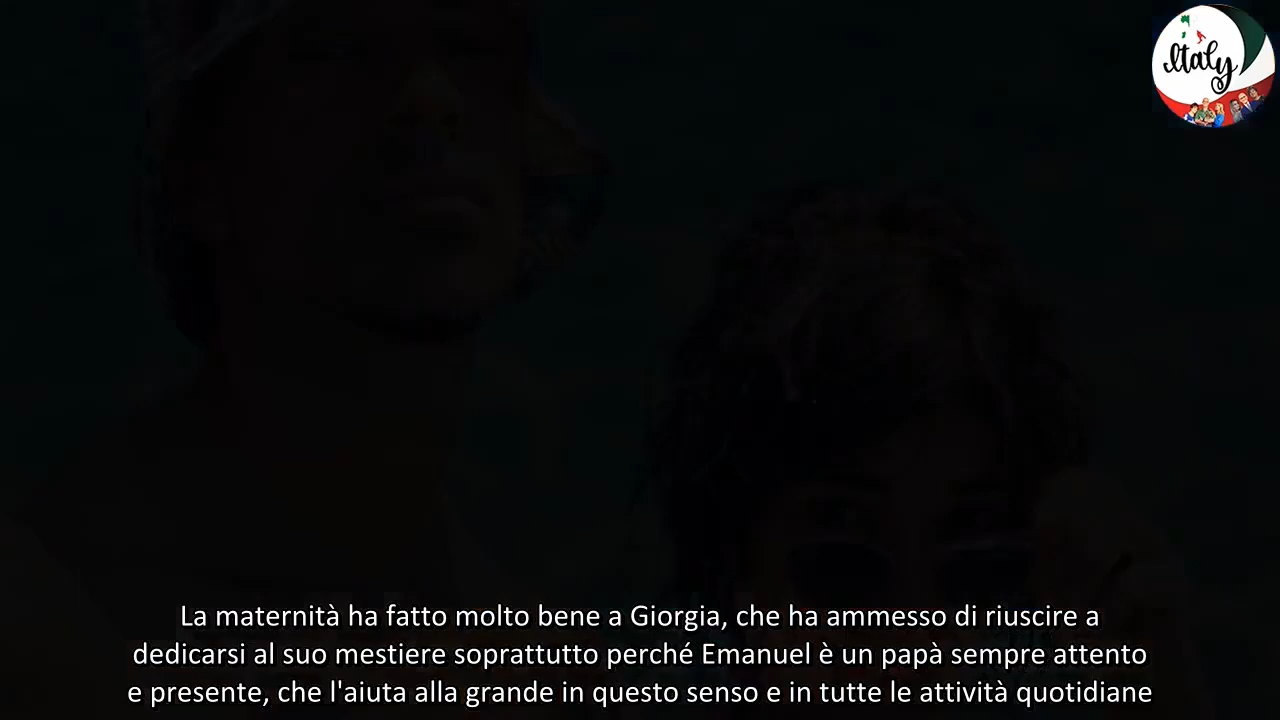 Italy
La maternità ha fatto molto bene a Giorgia, che ha ammesso di riuscire a
dedicarsi al suo mestiere soprattutto perché Emanuel è un papà sempre attento
e presente, che l'aiuta alla grande in questo senso e in tutte le attività quotidiane